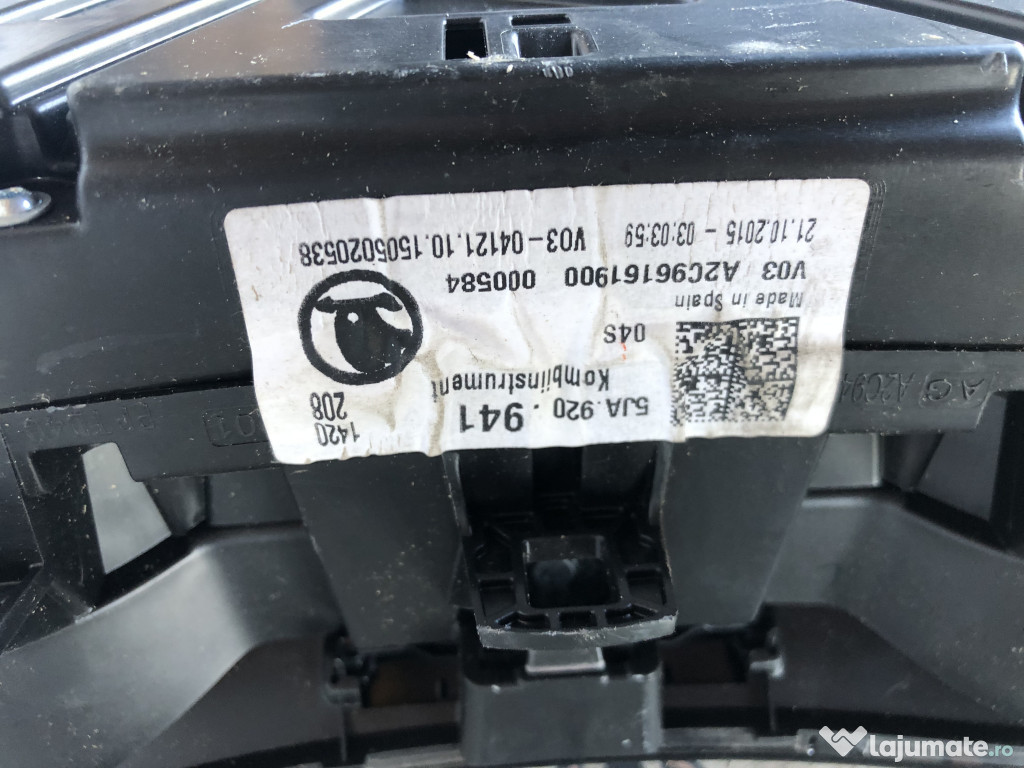 5JA.920 . 941
Kombiinstrument
1420
208
04S
Made in Spain
V03 A2C96161900 000584
21.10.2015 - 03:03:59 V03-04121.10.1505020538
lajumate.ro